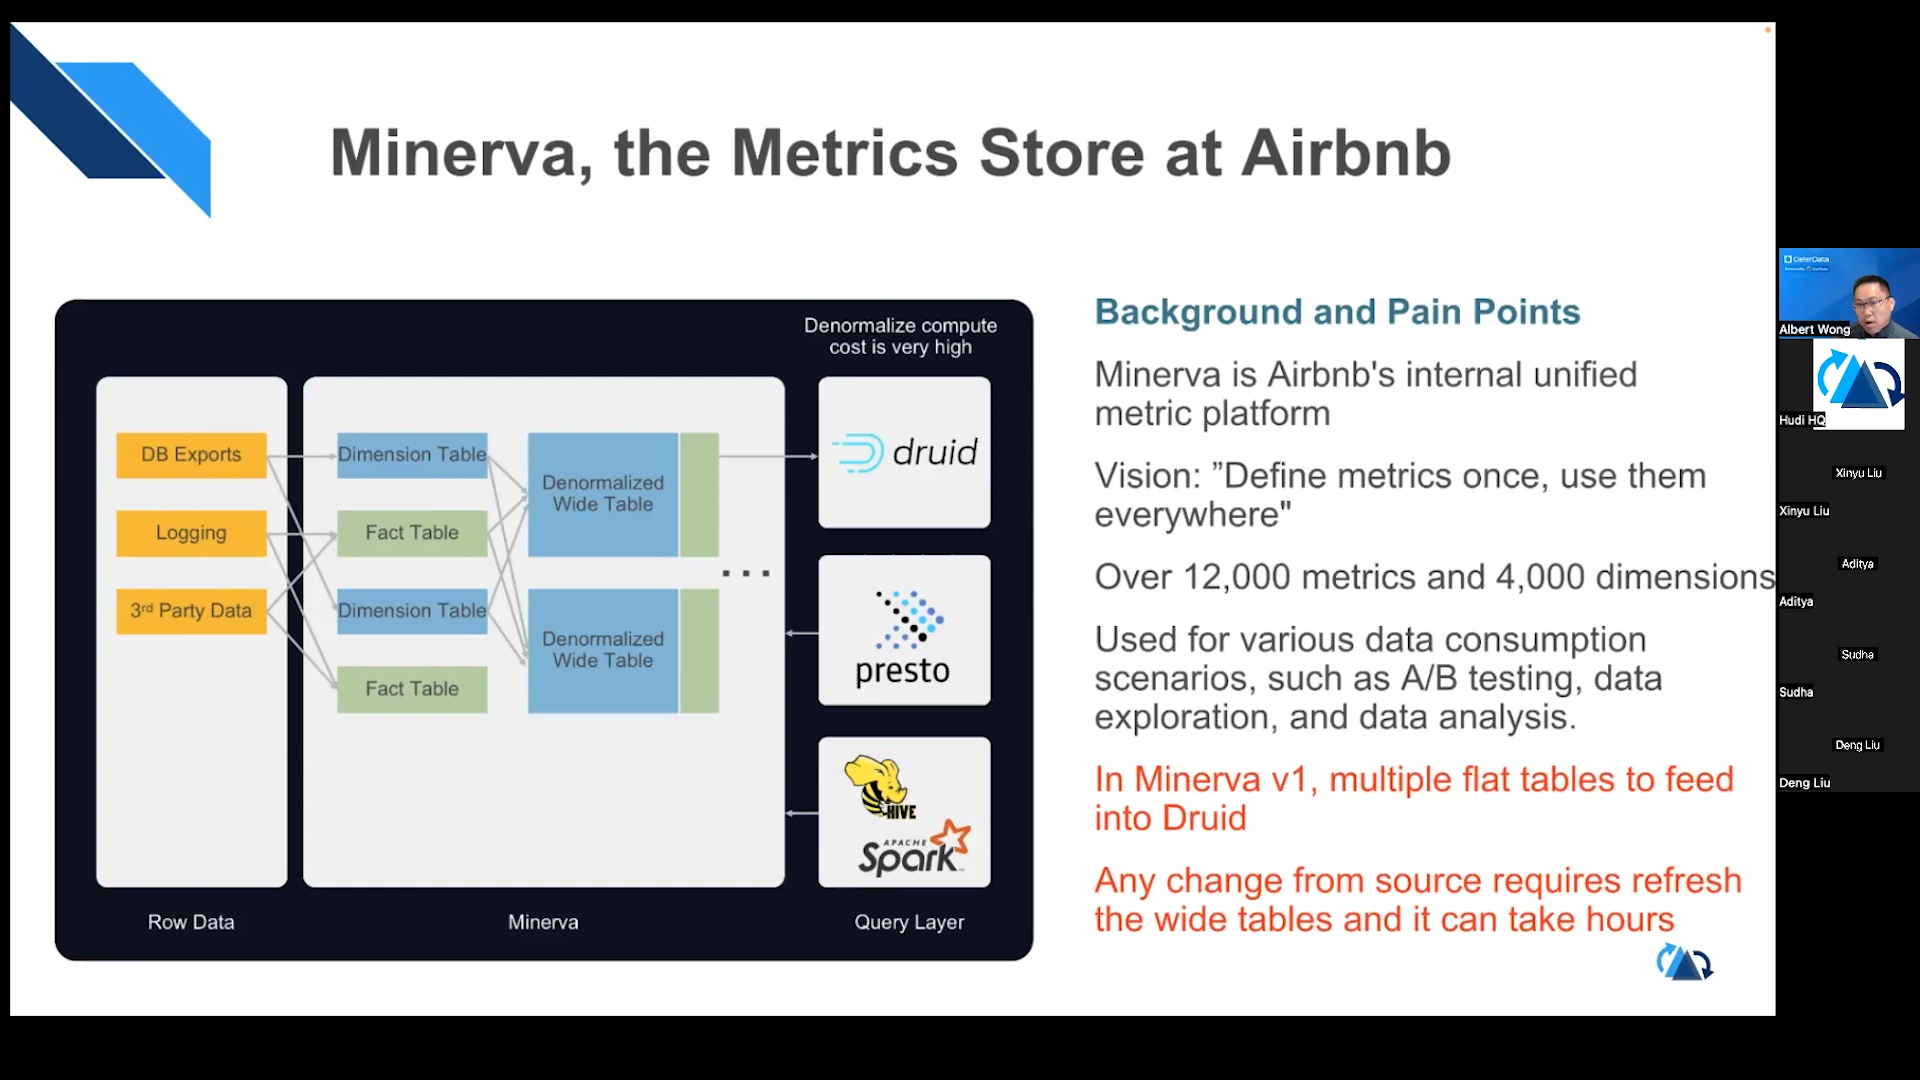 Minerva, the Metrics Store at Airbnb
Denormalize compute
cost is very high
DB Exports
Logging
3rd Party Data
Dimension Table
Fact Table
Dimension Table
Fact Table
Denormalized
Wide Table
Denormalized
Wide Table
...
druid
presto
HIVE
APACHE
Spark
Row Data
Minerva
Query Layer
Background and Pain Points
Minerva is Airbnb's internal unified
metric platform
Vision: ”Define metrics once, use them
everywhere"
Over 12,000 metrics and 4,000 dimensions
Used for various data consumption
scenarios, such as A/B testing, data
exploration, and data analysis.
In Minerva v1, multiple flat tables to feed
into Druid
Any change from source requires refresh
the wide tables and it can take hours
CelerData
Albert Wong
Hudi HQ
Xinyu Liu
Xinyu Liu
Aditya
Aditya
Sudha
Sudha
Deng Liu
Deng Liu